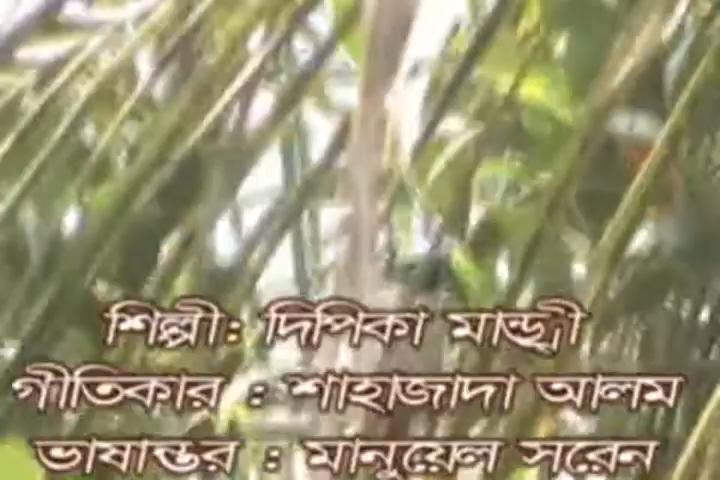 শিল্পী: দিপিকা মান্ড্রী
গীতিকার : শাহাজাদা আলম
ভাষান্তর : মানুয়েল সরেন